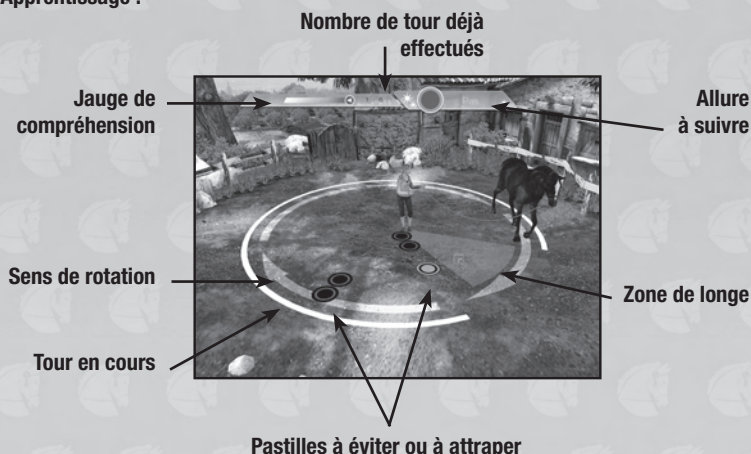 Apprentissage :
Nombre de tour déjà
effectués
Jauge de
compréhension
Allure
à suivre
Sens de rotation
Zone de longe
Tour en cours
Pastilles à éviter ou à attraper